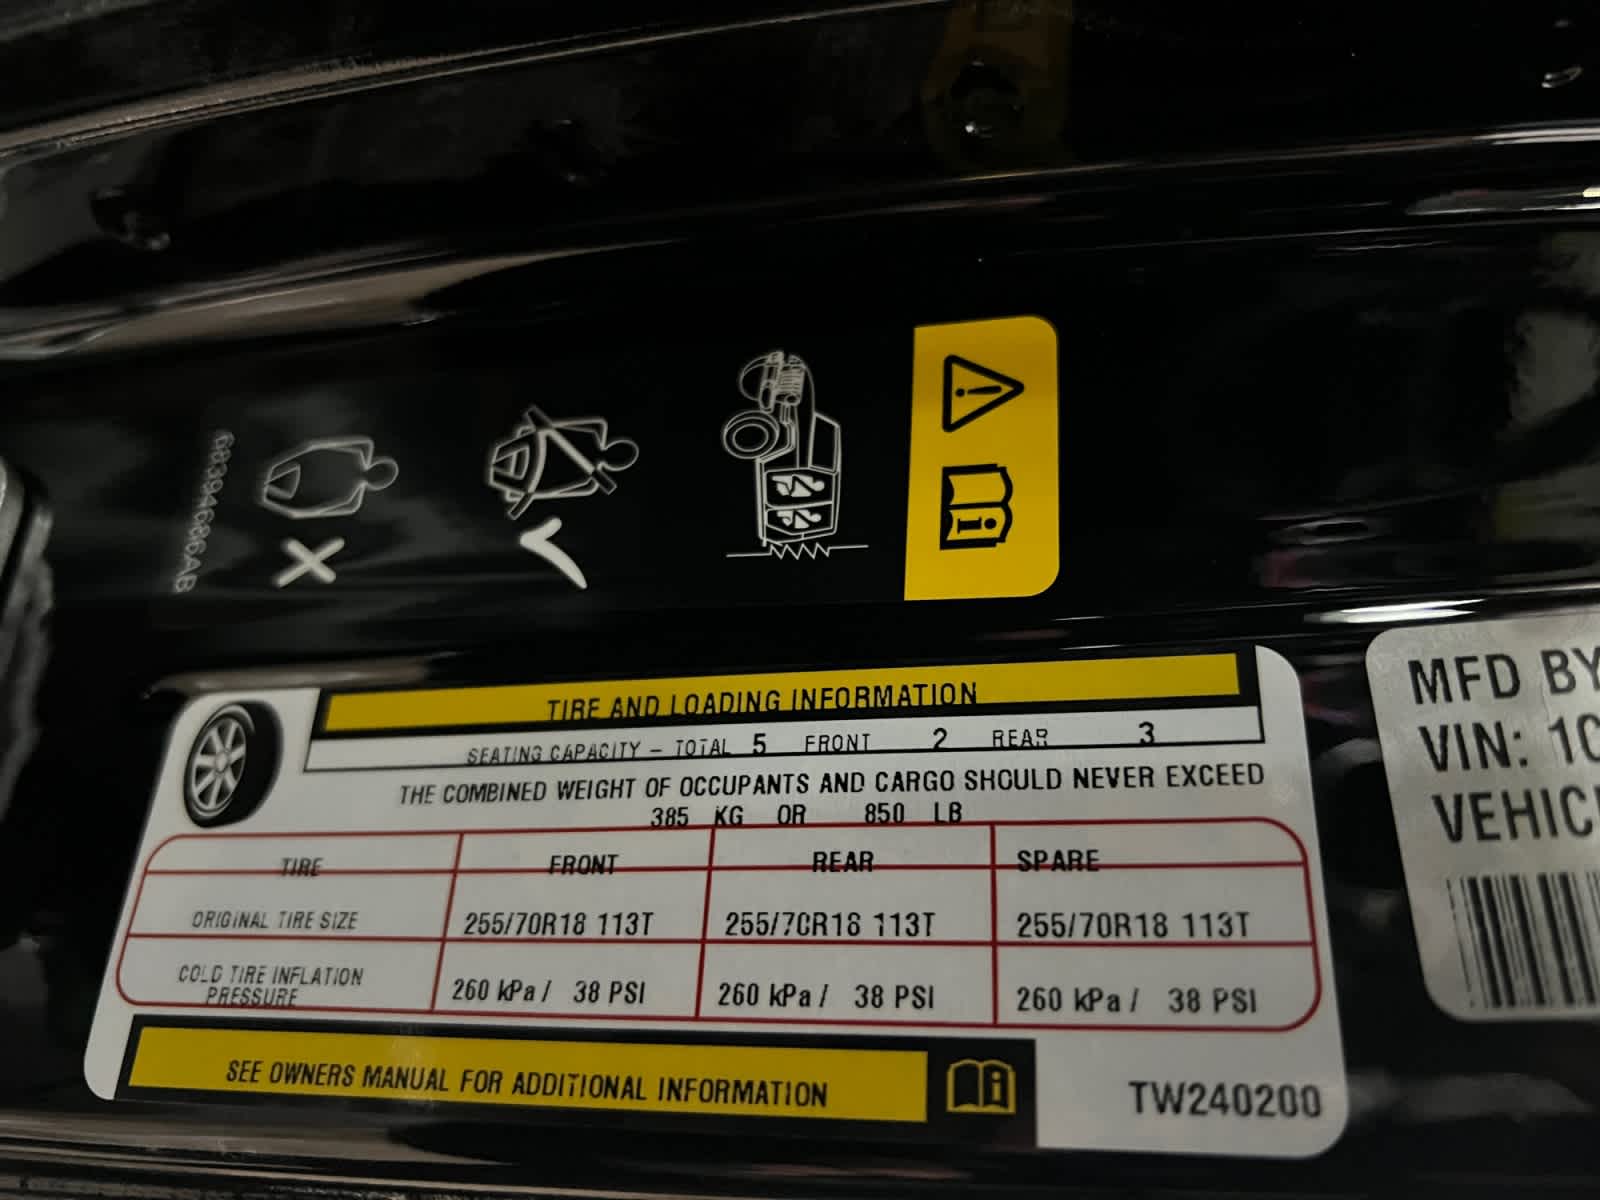 68394686AB
TIRE AND LOADING INFORMATION
SEATING CAPACITY – TOTAL 5 FRONT 2 REAR 3
THE COMBINED WEIGHT OF OCCUPANTS AND CARGO SHOULD NEVER EXCEED
385 KG OR 850 LB
TIRE FRONT REAR SPARE
ORIGINAL TIRE SIZE 255/70R18 113T 255/70R18 113T 255/70R18 113T
COLD TIRE INFLATION
PRESSURE 260 kPa / 38 PSI 260 kPa / 38 PSI 260 kPa / 38 PSI
SEE OWNERS MANUAL FOR ADDITIONAL INFORMATION
TW240200
MFD BY
VIN: 1C
VEHIC